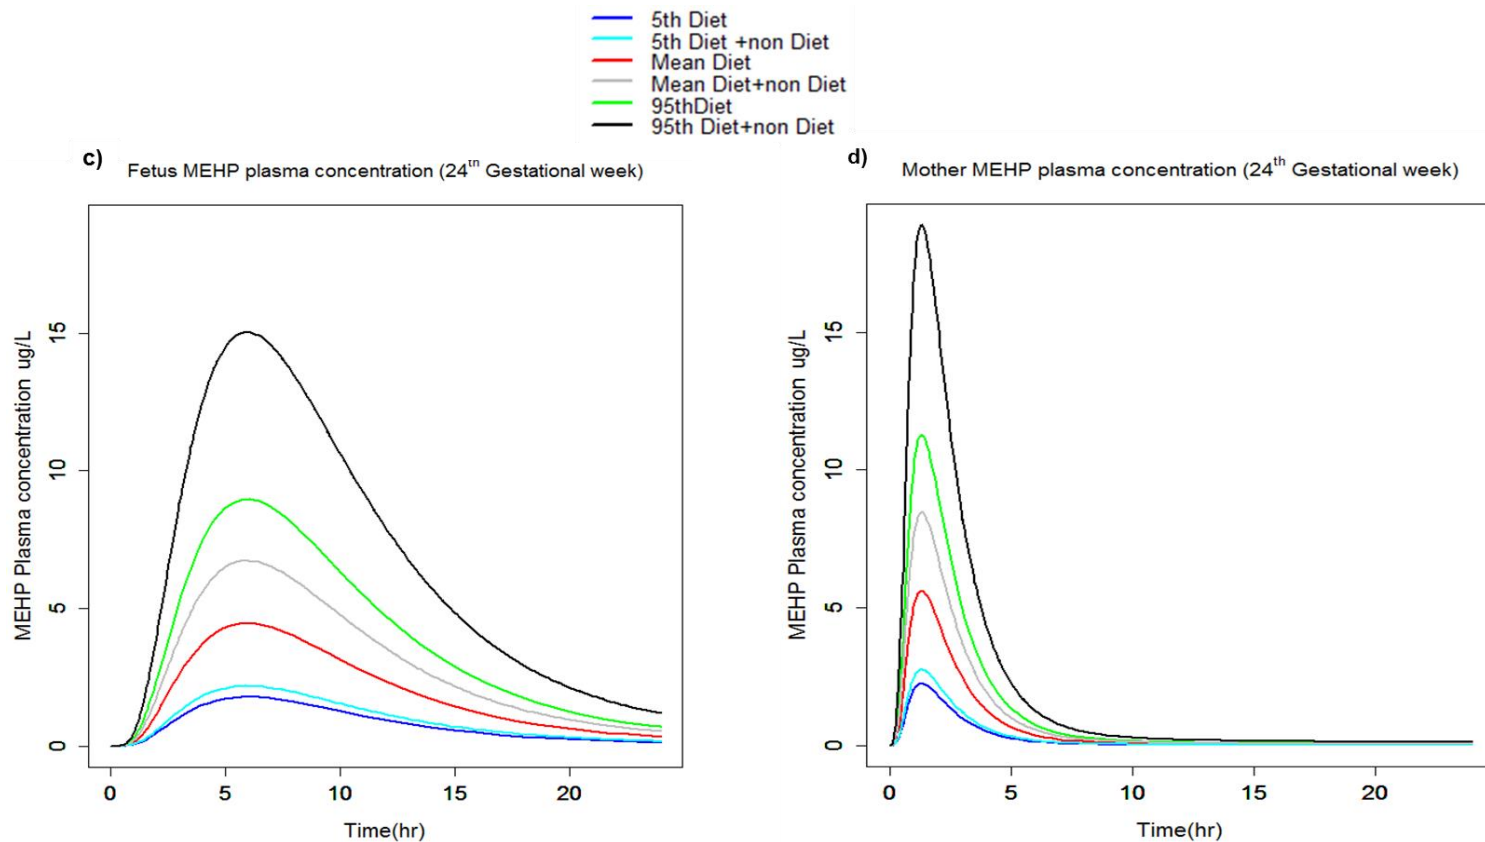 5th Diet
5th Diet +non Diet
Mean Diet
Mean Diet+non Diet
95thDiet
95th Diet+non Diet
c) Fetus MEHP plasma concentration (24th Gestational week)
MEHP Plasma concentration ug/L
15
10
5
0
0 5 10 15 20
Time(hr)
d) Mother MEHP plasma concentration (24th Gestational week)
MEHP Plasma concentration ug/L
15
10
5
0
0 5 10 15 20
Time(hr)